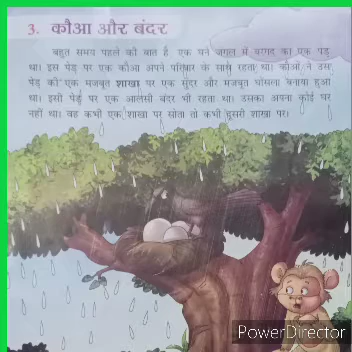 3. कौआ और बंदर
बहुत समय पहले की बात है एक घने जंगल में बरगद का एक पेड़
था। इस पेड़ पर एक कौआ अपने परिवार के साथ रहता था। कौआ ने उस
पेड़ की एक मजबूत शाखा पर एक सुंदर और मजबूत घोंसला बनाया हुआ
था। इसी पेड़ पर एक आलसी बंदर भी रहता था। उसका अपना कोई घर
नहीं था। वह कभी एक शाखा पर सोता तो कभी दूसरी शाखा पर।
PowerDirector